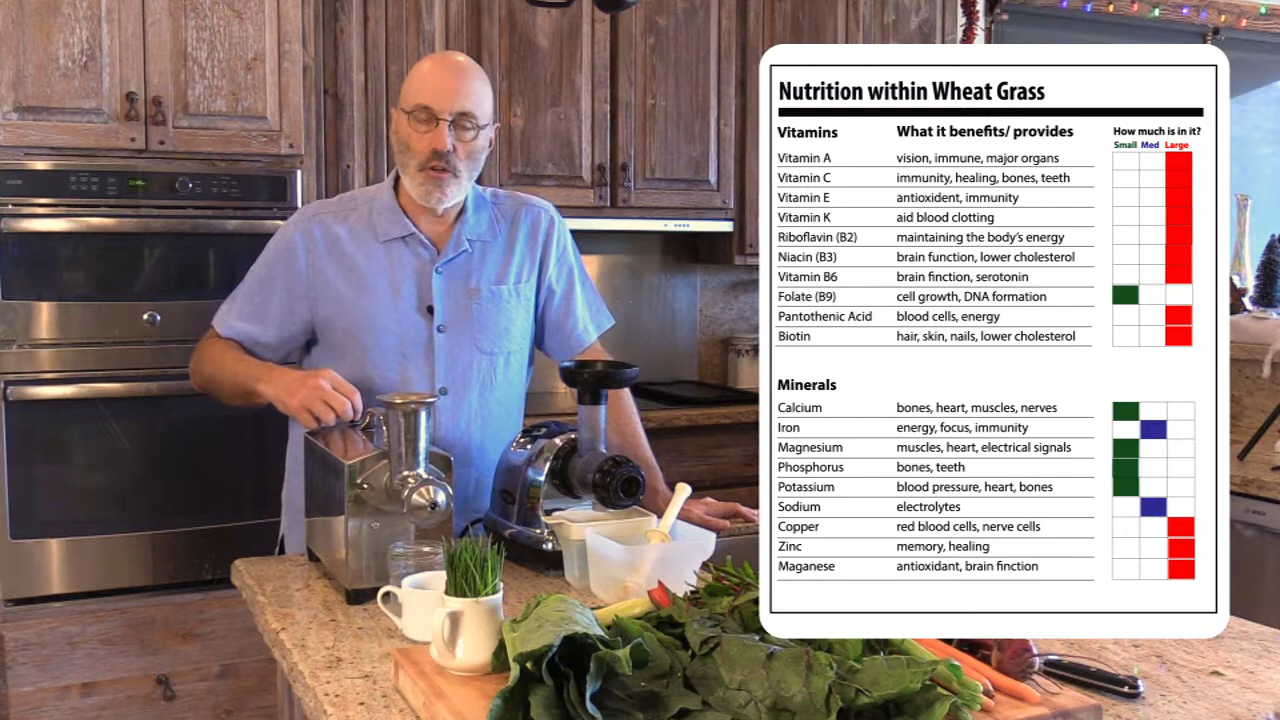 Nutrition within Wheat Grass
Vitamins What it benefits/ provides How much is in it?
Small Med Large
Vitamin A vision, immune, major organs
Vitamin C immunity, healing, bones, teeth
Vitamin E antioxident, immunity
Vitamin K aid blood clotting
Riboflavin (B2) maintaining the body's energy
Niacin (B3) brain function, lower cholesterol
Vitamin B6 brain finction, serotonin
Folate (B9) cell growth, DNA formation
Pantothenic Acid blood cells, energy
Biotin hair, skin, nails, lower cholesterol
Minerals
Calcium bones, heart, muscles, nerves
Iron energy, focus, immunity
Magnesium muscles, heart, electrical signals
Phosphorus bones, teeth
Potassium blood pressure, heart, bones
Sodium electrolytes
Copper red blood cells, nerve cells
Zinc memory, healing
Maganese antioxidant, brain finction